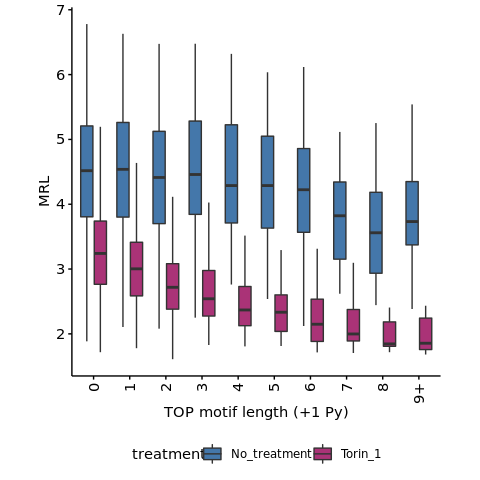 7
6
5
4
3
2
MRL
0 1 2 3 4 5 6 7 8 9+
TOP motif length (+1 Py)
treatment No_treatment Torin_1